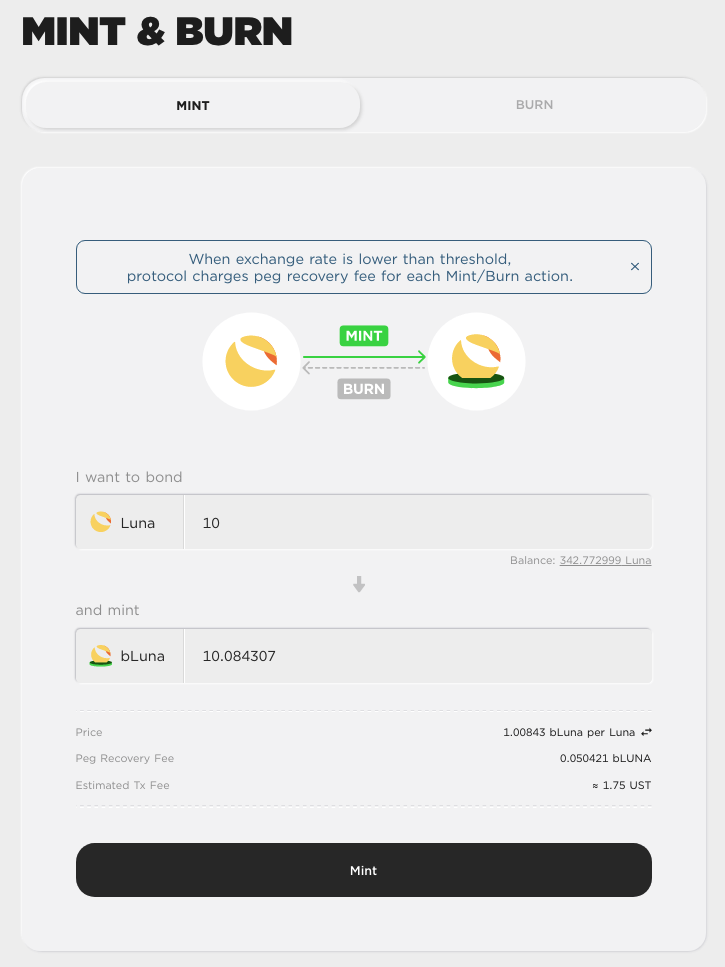 MINT & BURN
MINT
BURN
When exchange rate is lower than threshold,
protocol charges peg recovery fee for each Mint/Burn action.
MINT
BURN
I want to bond
Luna
10
Balance: 342.772999 Luna
and mint
bLuna
10.084307
Price
1.00843 bLuna per Luna
Peg Recovery Fee
0.050421 bLUNA
Estimated Tx Fee
≈ 1.75 UST
Mint